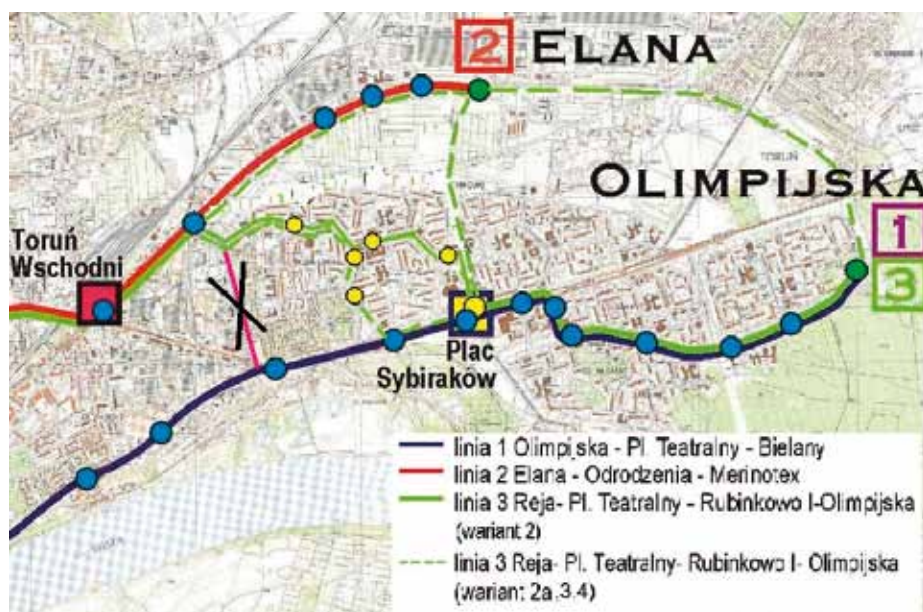 2 ELANA
OLIMPIJSKA
1
3
Toruń
Wschodni
Plac
Sybiraków
linia 1 Olimpijska - Pl. Teatralny - Bielany
linia 2 Elana - Odrodzenia - Merinotex
linia 3 Reja- Pl. Teatralny - Rubinkowo I-Olimpijska
(wariant 2)
linia 3 Reja- Pl. Teatralny- Rubinkowo I- Olimpijska
(wariant 2a,3,4)